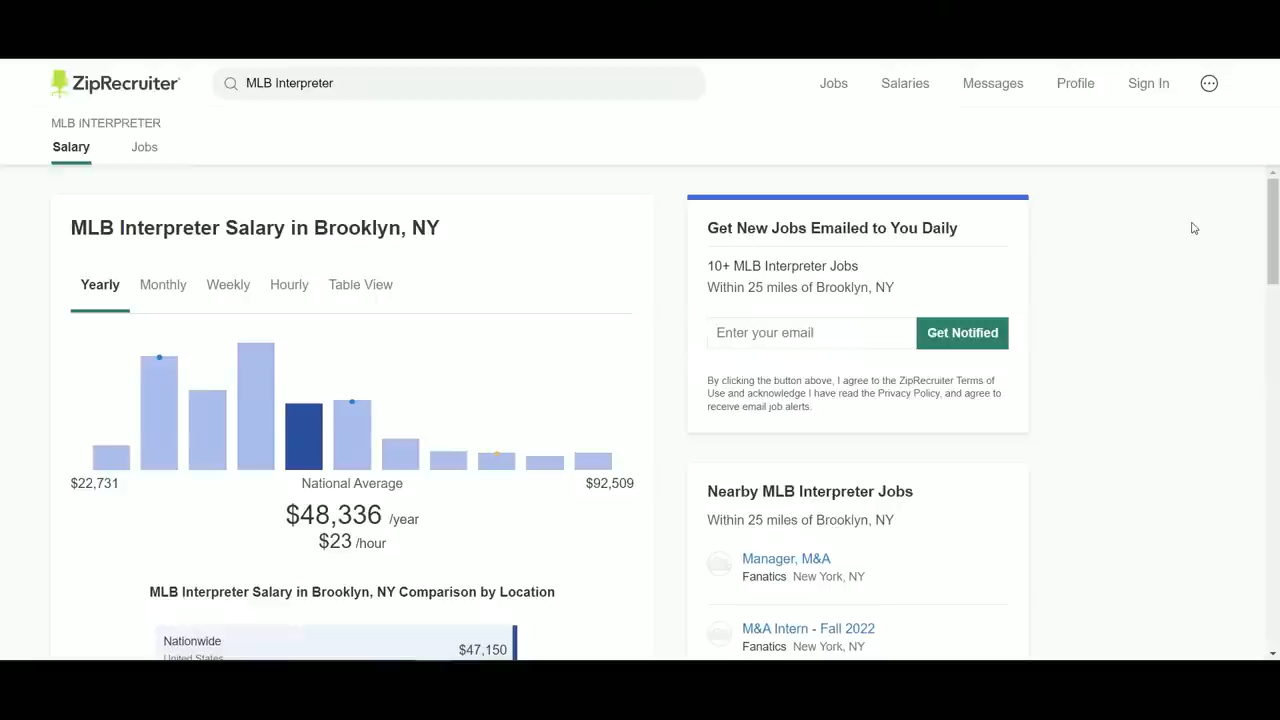 ZipRecruiter
MLB Interpreter
Jobs
Salaries
Messages
Profile
Sign In
MLB INTERPRETER
Salary
Jobs
MLB Interpreter Salary in Brooklyn, NY
Yearly
Monthly
Weekly
Hourly
Table View
$22,731
National Average
$92,509
$48,336 /year
$23 /hour
MLB Interpreter Salary in Brooklyn, NY Comparison by Location
Nationwide
United States
$47,150
Get New Jobs Emailed to You Daily
10+ MLB Interpreter Jobs
Within 25 miles of Brooklyn, NY
Enter your email
Get Notified
By clicking the button above, I agree to the ZipRecruiter Terms of
Use and acknowledge I have read the Privacy Policy, and agree to
receive email job alerts.
Nearby MLB Interpreter Jobs
Within 25 miles of Brooklyn, NY
Manager, M&A
Fanatics New York, NY
M&A Intern - Fall 2022
Fanatics New York, NY